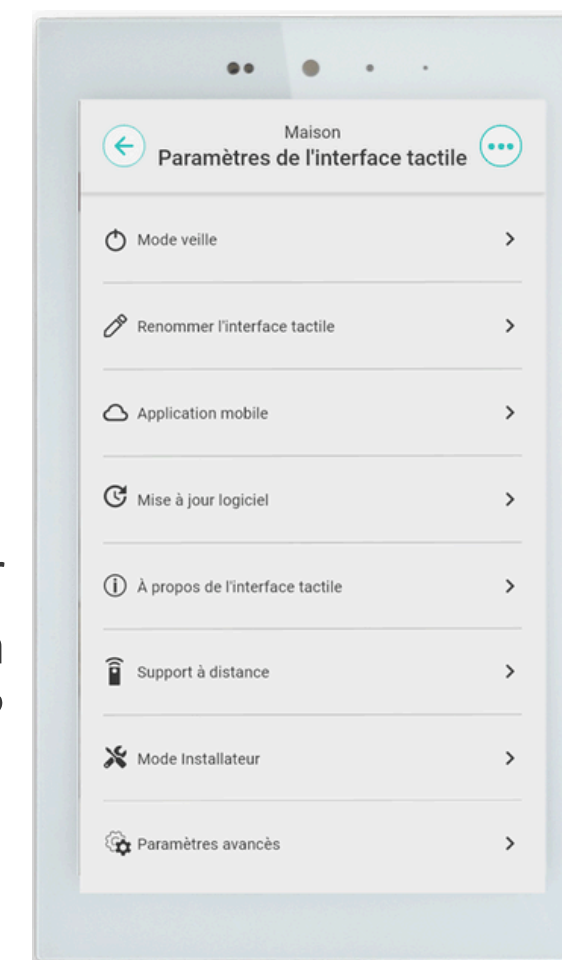 Maison
Paramètres de l'interface tactile
Mode veille
Renommer l'interface tactile
Application mobile
Mise à jour logiciel
À propos de l'interface tactile
Support à distance
Mode Installateur
Paramètres avancès